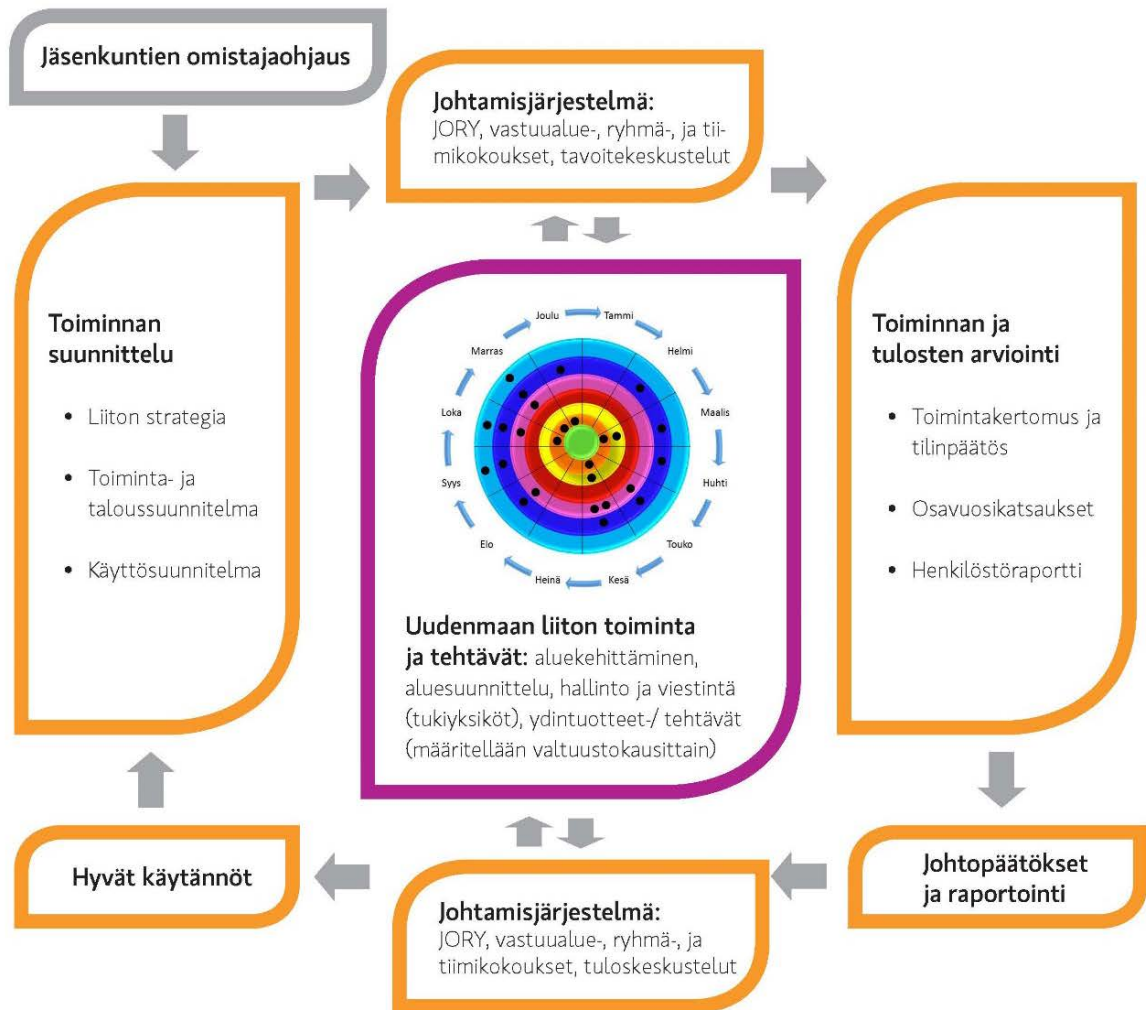 Jäsenkuntien omistajaohjaus
Johtamisjärjestelmä:
JORY, vastuualue-, ryhmä-, ja tii-
mikokoukset, tavoitekeskustelut
Toiminnan
suunnittelu
• Liiton strategia
• Toiminta- ja
taloussuunnitelma
• Käyttösuunnitelma
Joulu
Tammi
Helmi
Maalis
Huhti
Touko
Kesä
Heinä
Elo
Syys
Loka
Marras
Uudenmaan liiton toiminta
ja tehtävät: aluekehittäminen,
aluesuunnittelu, hallinto ja viestintä
(tukiyksiköt), ydintuotteet-/ tehtävät
(määritellään valtuustokausittain)
Toiminnan ja
tulosten arviointi
• Toimintakertomus ja
tilinpäätös
• Osavuosikatsaukset
• Henkilöstöraportti
Johtopäätökset
ja raportointi
Johtamisjärjestelmä:
JORY, vastuualue-, ryhmä-, ja
tiimikokoukset, tuloskeskustelut
Hyvät käytännöt